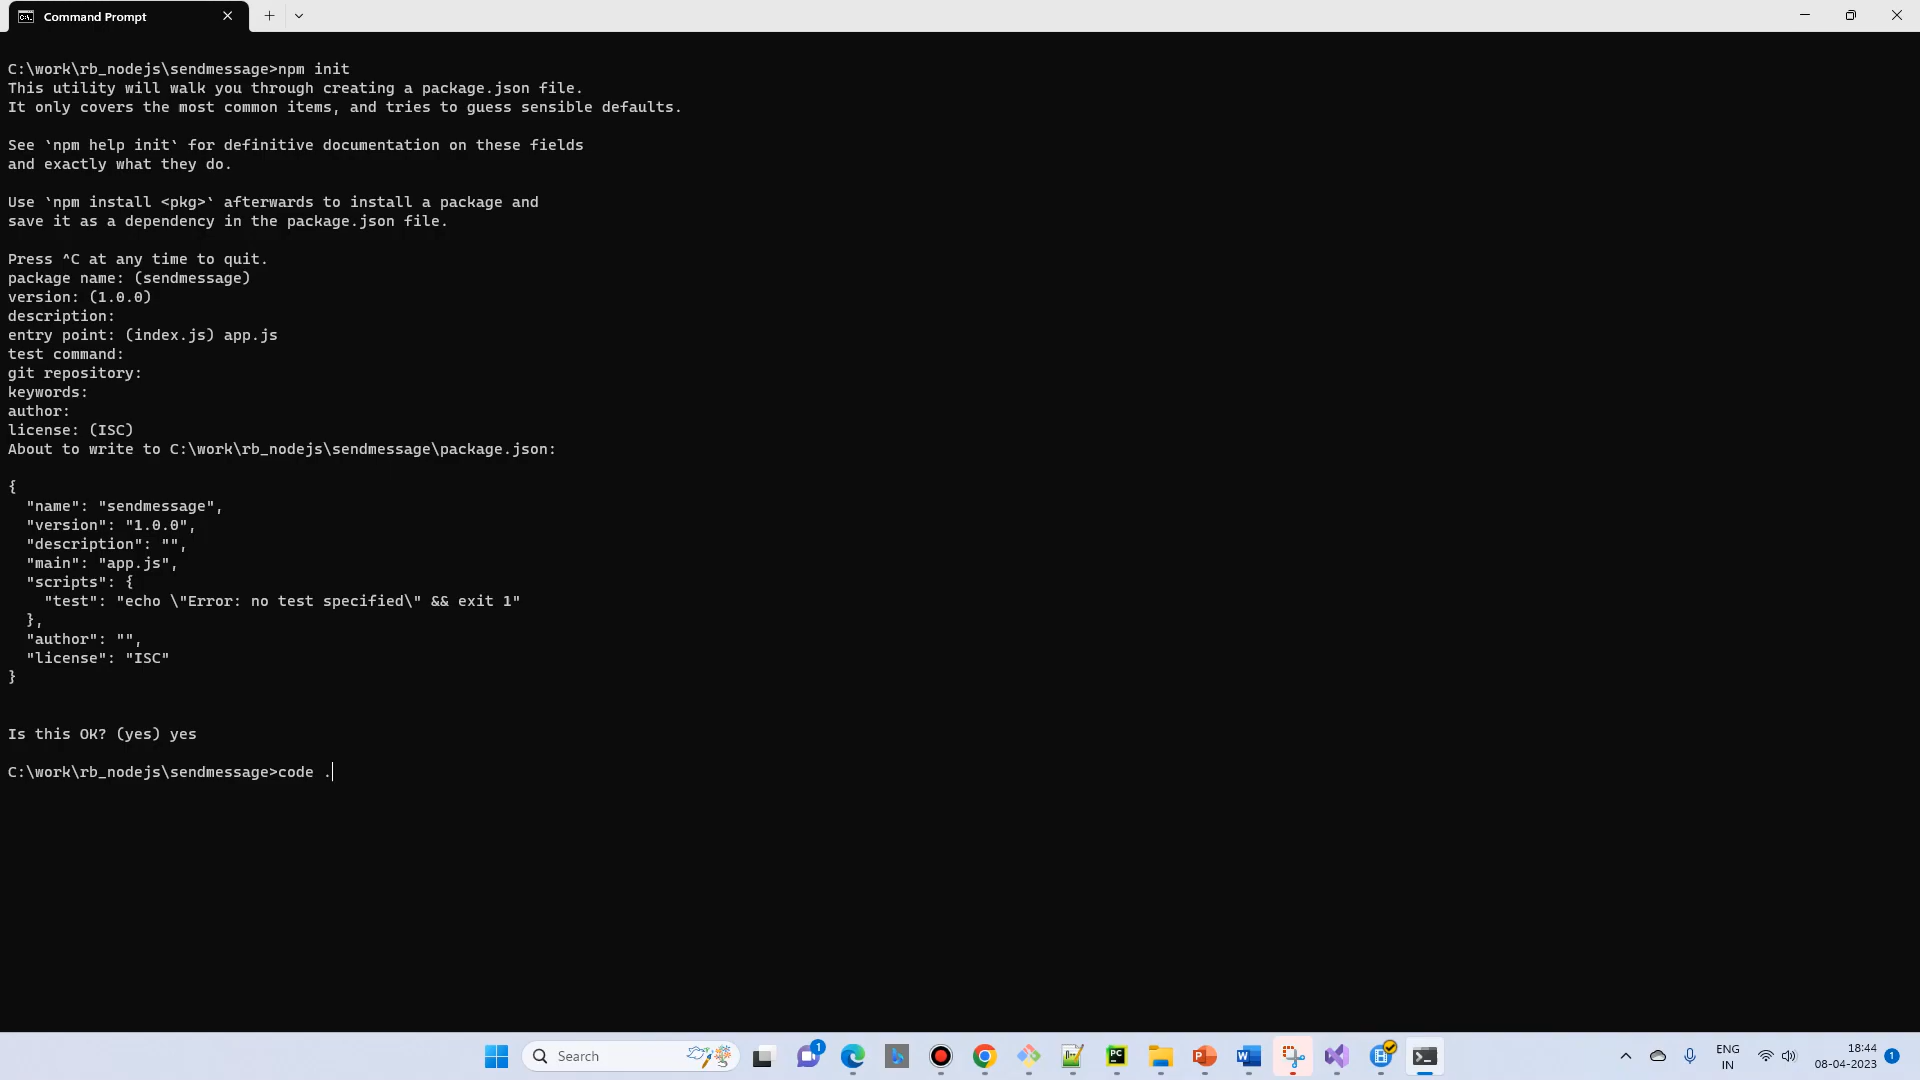 Command Prompt
C:\work\rb_nodejs\sendmessage>npm init
This utility will walk you through creating a package.json file.
It only covers the most common items, and tries to guess sensible defaults.
See `npm help init` for definitive documentation on these fields
and exactly what they do.
Use `npm install <pkg>` afterwards to install a package and
save it as a dependency in the package.json file.
Press ^C at any time to quit.
package name: (sendmessage)
version: (1.0.0)
description:
entry point: (index.js) app.js
test command:
git repository:
keywords:
author:
license: (ISC)
About to write to C:\work\rb_nodejs\sendmessage\package.json:
{
  "name": "sendmessage",
  "version": "1.0.0",
  "description": "",
  "main": "app.js",
  "scripts": {
    "test": "echo \"Error: no test specified\" && exit 1"
  },
  "author": "",
  "license": "ISC"
}
Is this OK? (yes) yes
C:\work\rb_nodejs\sendmessage>code .
Search
1
PC
P
W
ENG
IN
18:44
08-04-2023
1